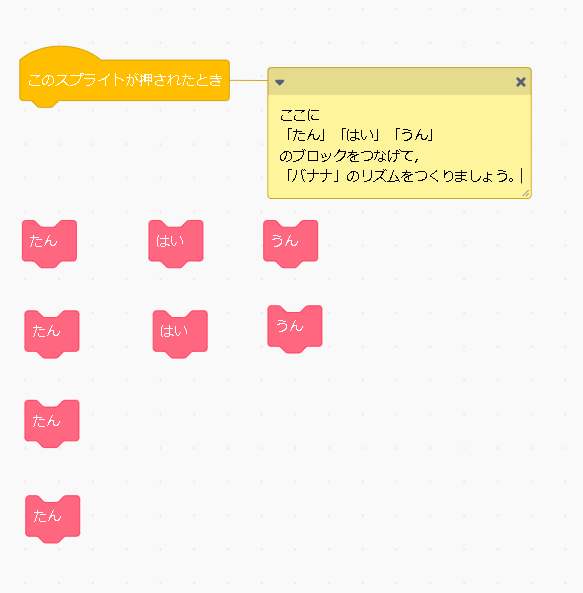 このスプライトが押されたとき
ここに
「たん」「はい」「うん」
のブロックをつなげて，
「バナナ」のリズムをつくりましょう。
たん はい うん
たん はい うん
たん
たん